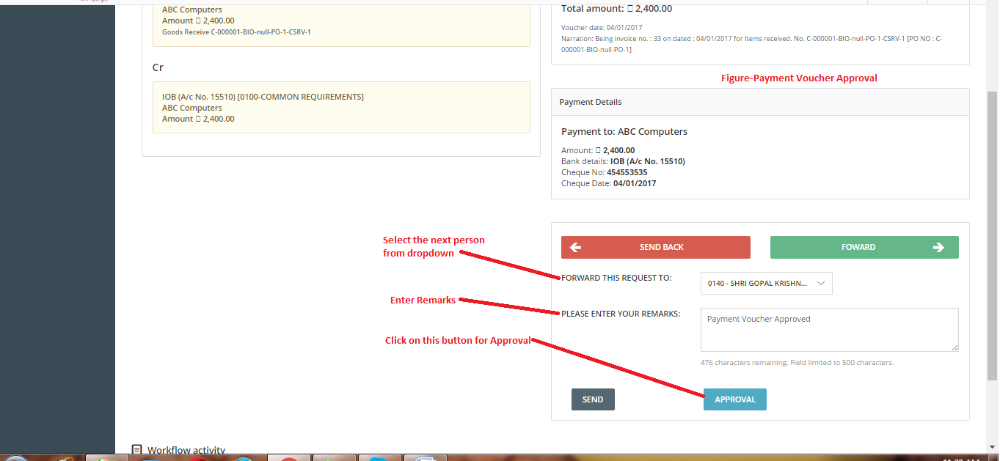 ABC Computers
Amount ▯ 2,400.00
Goods Receive C-000001-BIO-null-PO-1-CSRV-1
Cr
IOB (A/c No. 15510) [0100-COMMON REQUIREMENTS]
ABC Computers
Amount ▯ 2,400.00
Total amount: ▯ 2,400.00
Voucher date: 04/01/2017
Narration: Being invoice no. : 33 on dated : 04/01/2017 for Items received. No. C-000001-BIO-null-PO-1-CSRV-1 [PO NO : C-
000001-BIO-null-PO-1]
Figure-Payment Voucher Approval
Payment Details
Payment to: ABC Computers
Amount: ▯ 2,400.00
Bank details: IOB (A/c No. 15510)
Cheque No: 454553535
Cheque Date: 04/01/2017
SEND BACK
FOWARD
Select the next person
from dropdown
FORWARD THIS REQUEST TO:
0140 - SHRI GOPAL KRISHN...
Enter Remarks
PLEASE ENTER YOUR REMARKS:
Payment Voucher Approved
Click on this button for Approval
476 characters remaining. Field limited to 500 characters.
SEND
APPROVAL
Workflow activity